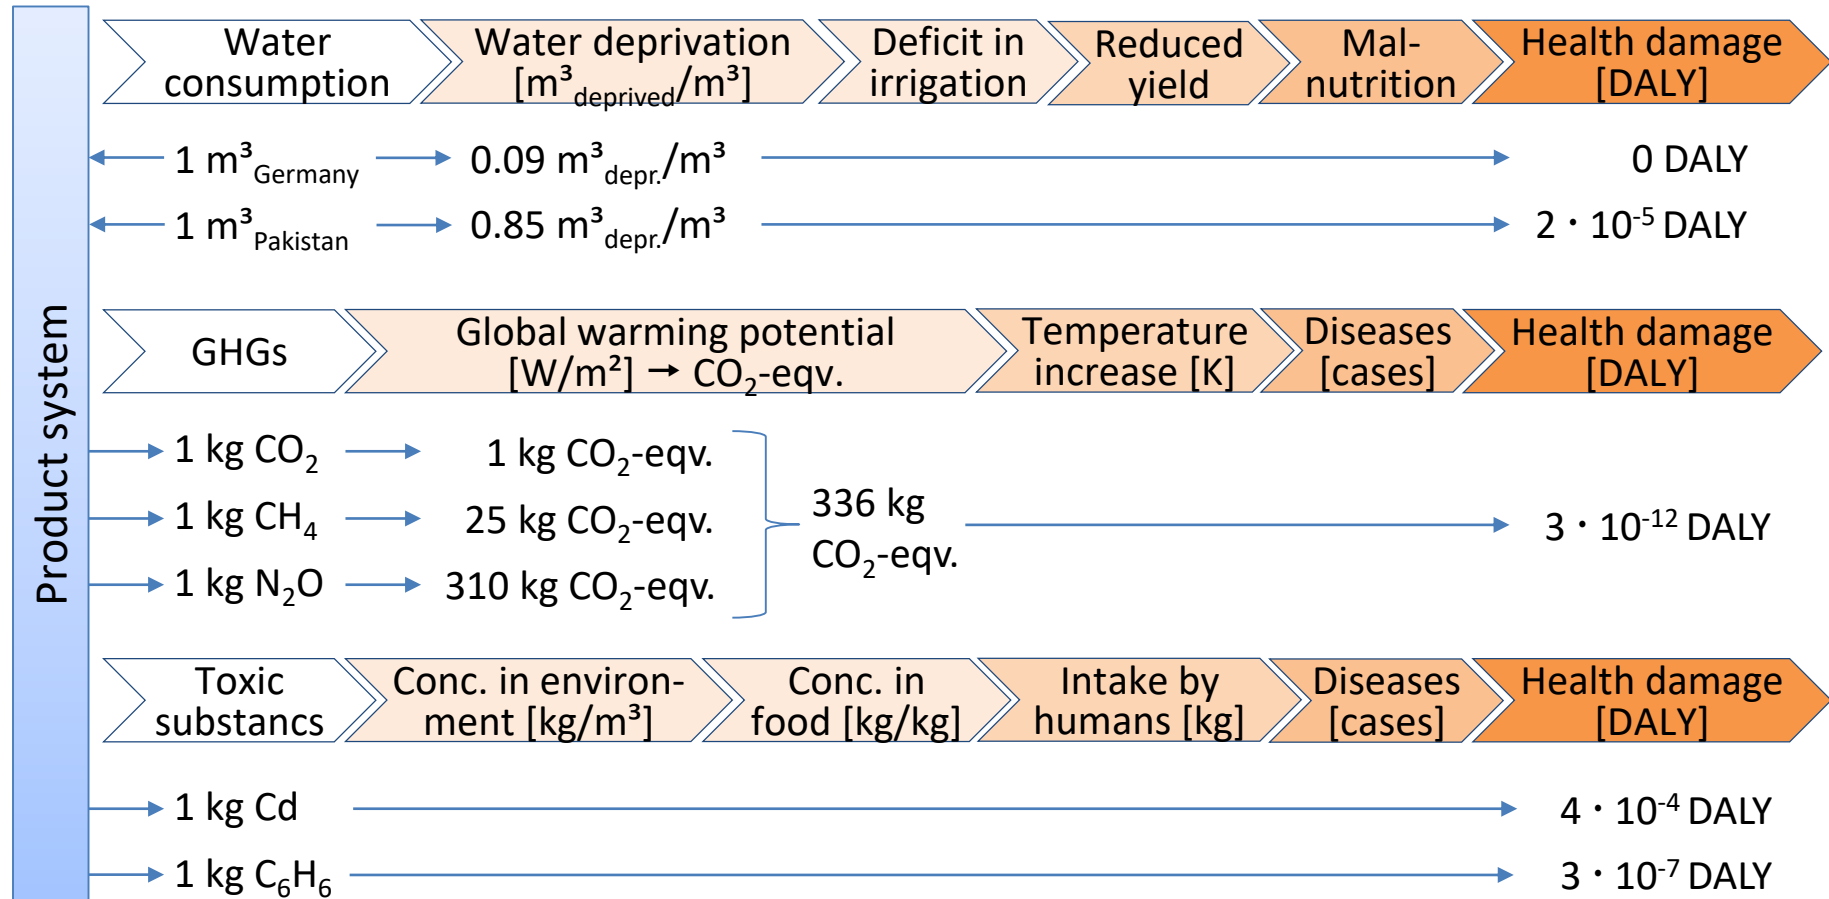 Product system
Water
consumption
Water deprivation
[m³deprived/m³]
Deficit in
irrigation
Reduced
yield
Mal-
nutrition
Health damage
[DALY]
1 m³Germany
0.09 m³depr./m³
0 DALY
1 m³Pakistan
0.85 m³depr./m³
2 · 10⁻⁵ DALY
GHGs
Global warming potential
[W/m²] → CO₂-eqv.
Temperature
increase [K]
Diseases
[cases]
Health damage
[DALY]
1 kg CO₂
1 kg CO₂-eqv.
1 kg CH₄
25 kg CO₂-eqv.
1 kg N₂O
310 kg CO₂-eqv.
336 kg
CO₂-eqv.
3 · 10⁻¹² DALY
Toxic
substancs
Conc. in environ-
ment [kg/m³]
Conc. in
food [kg/kg]
Intake by
humans [kg]
Diseases
[cases]
Health damage
[DALY]
1 kg Cd
4 · 10⁻⁴ DALY
1 kg C₆H₆
3 · 10⁻⁷ DALY